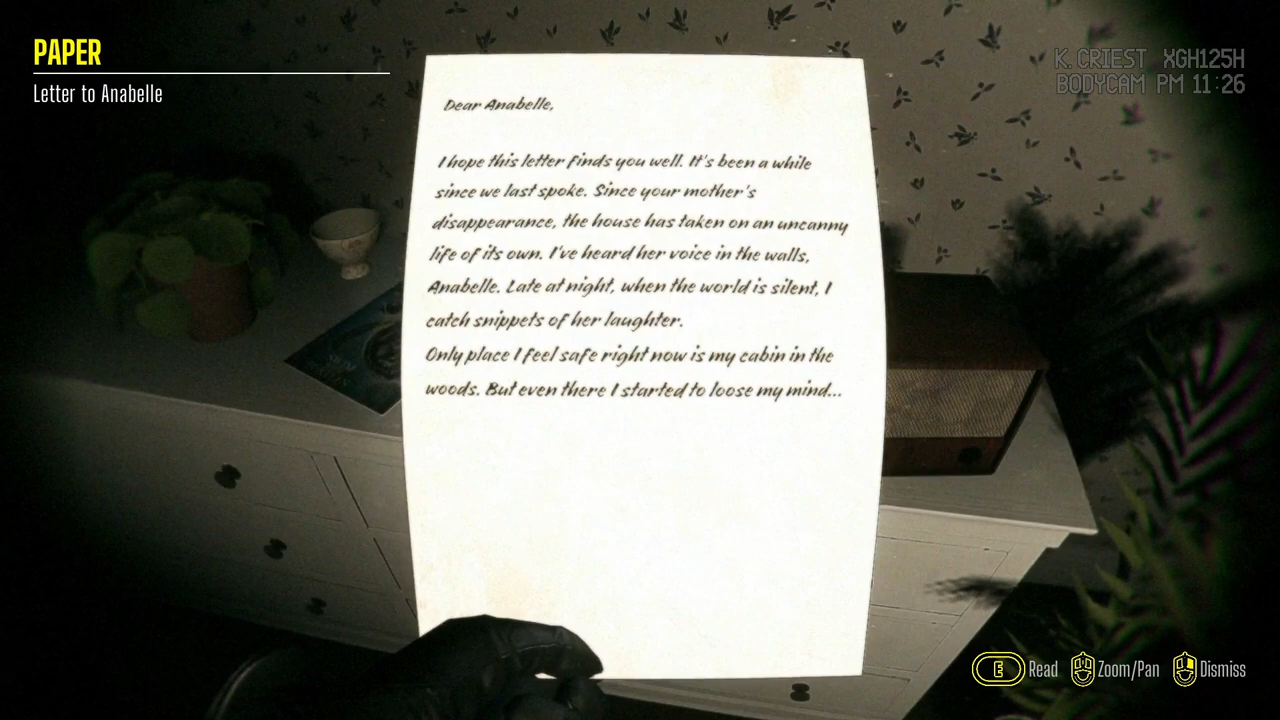 PAPER
Letter to Anabelle
K. CRIEST XGH125H
BODYCAM PM 11:26
Dear Anabelle,
I hope this letter finds you well. It's been a while
since we last spoke. Since your mother's
disappearance, the house has taken on an uncanny
life of its own. I've heard her voice in the walls,
Anabelle. Late at night, when the world is silent, I
catch snippets of her laughter.
Only place I feel safe right now is my cabin in the
woods. But even there I started to loose my mind...
E Read Zoom/Pan Dismiss